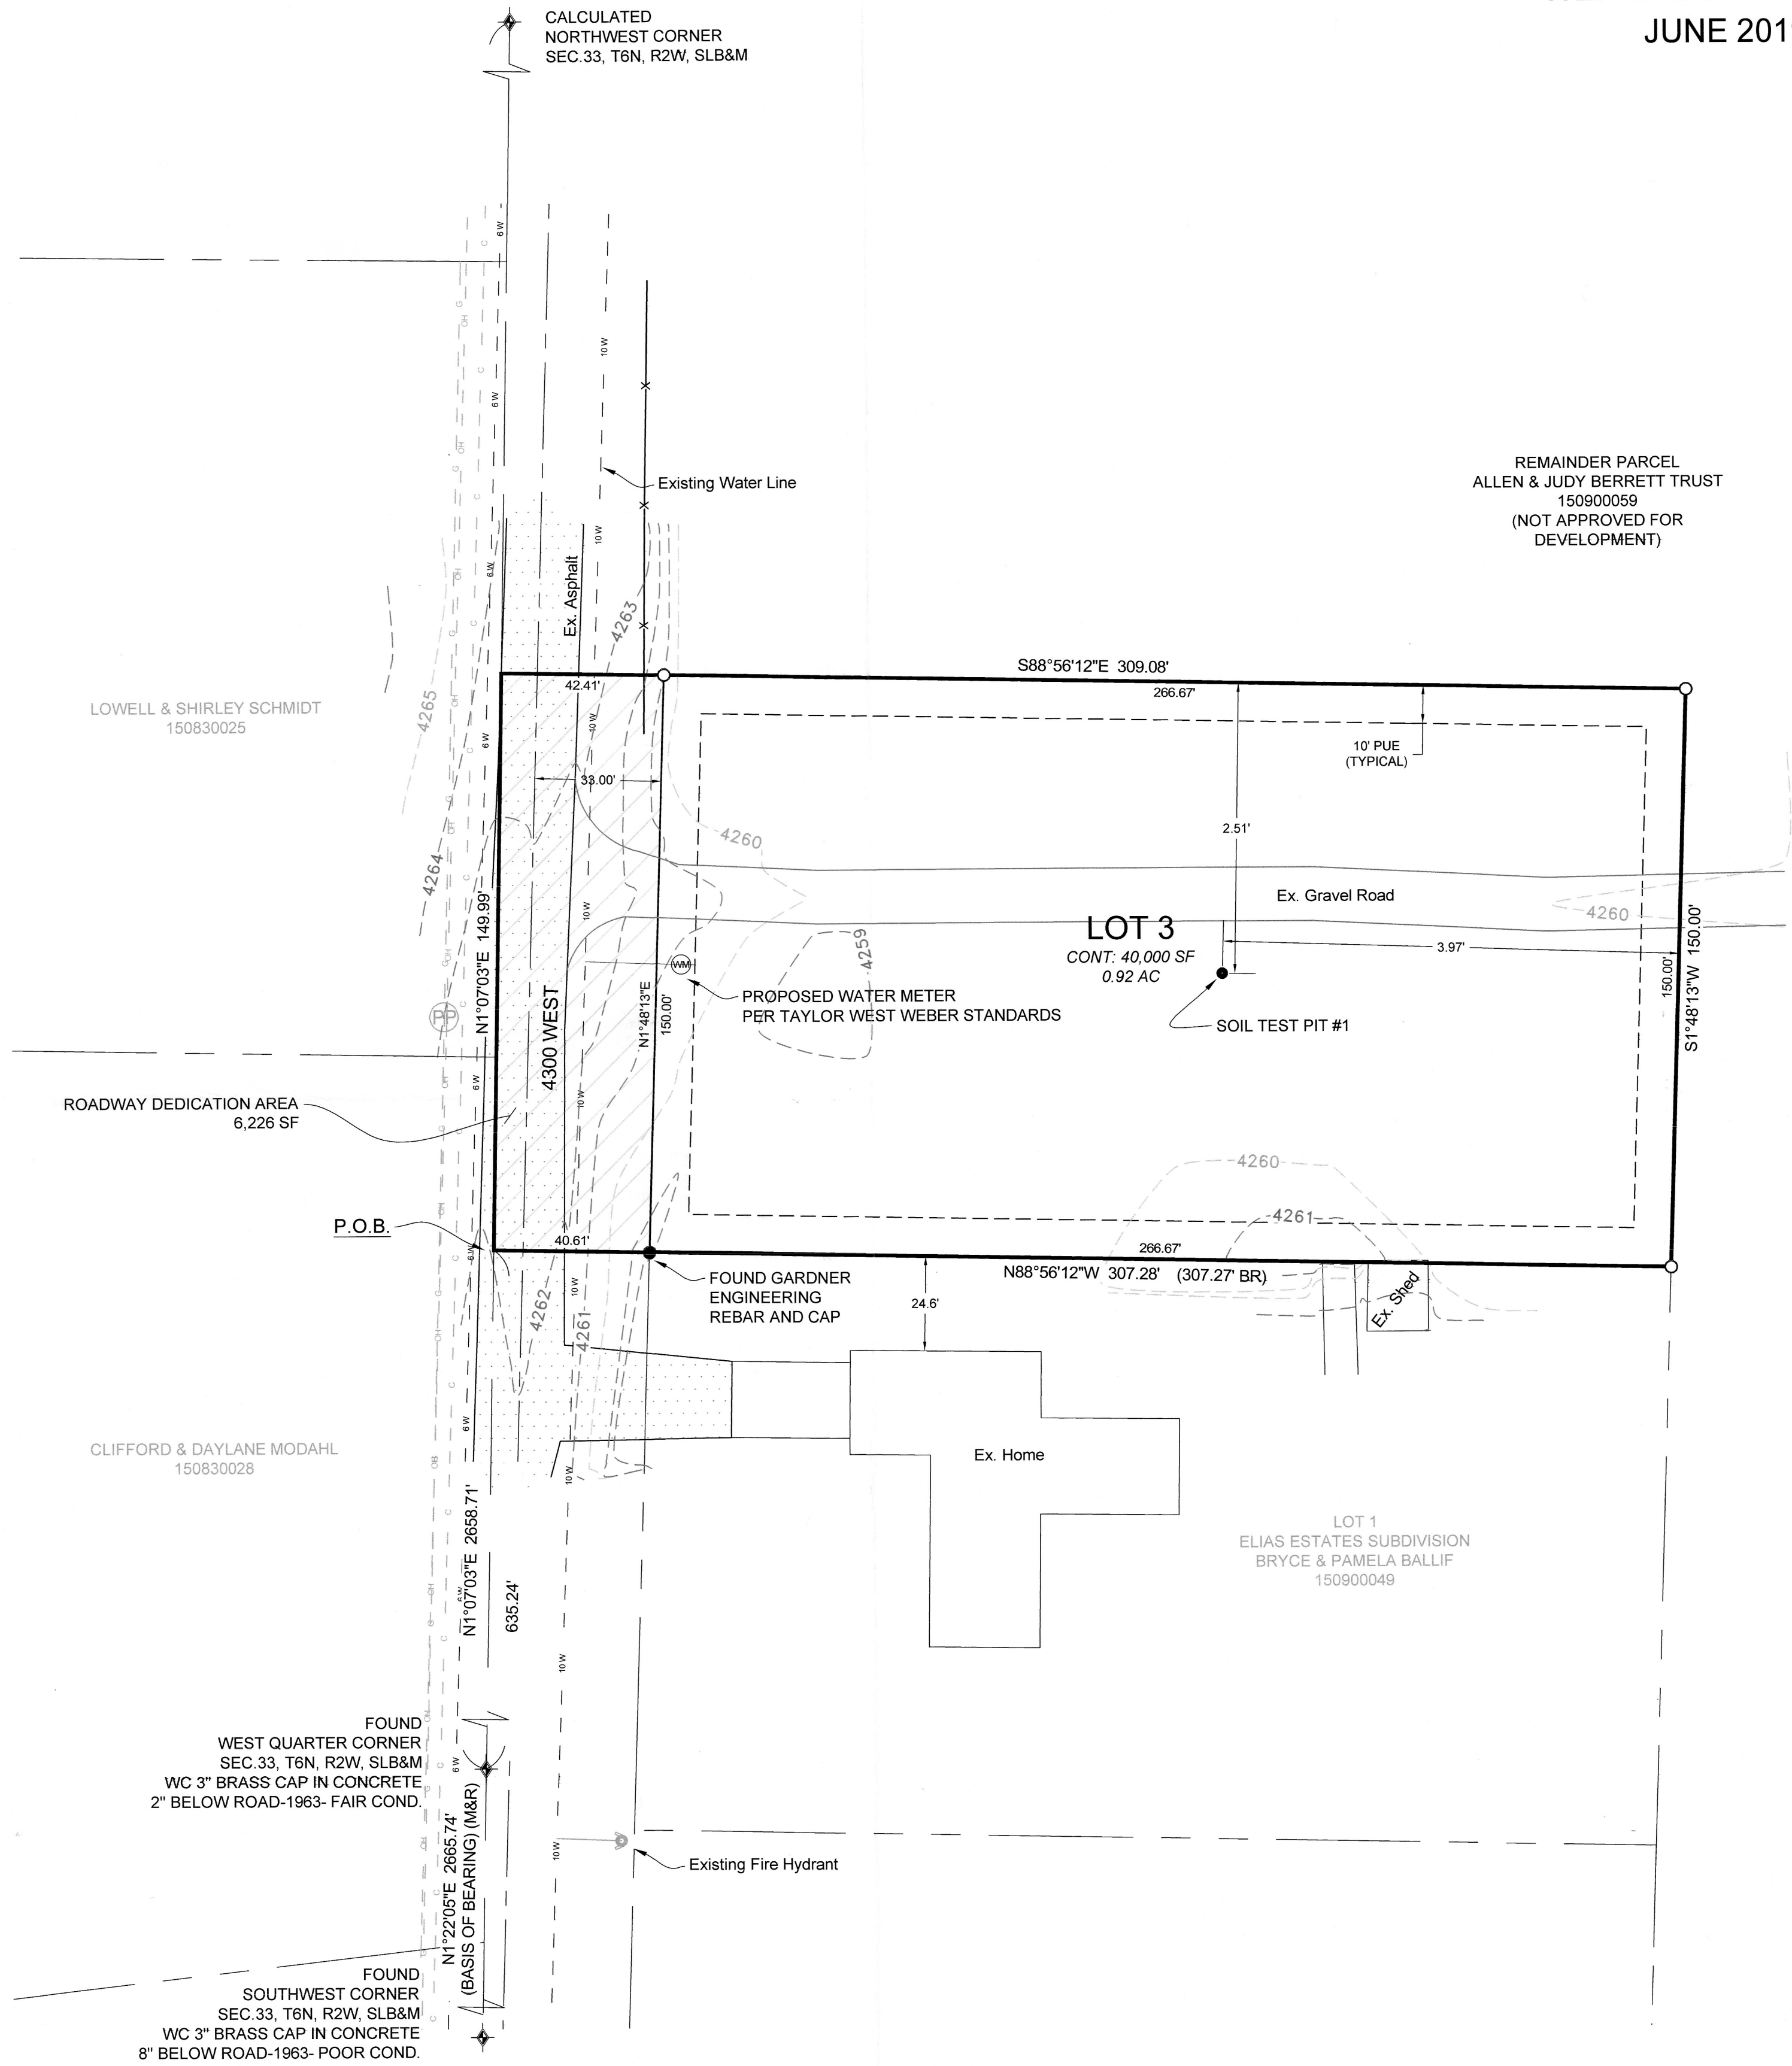 CALCULATED
NORTHWEST CORNER
SEC.33, T6N, R2W, SLB&M
JUNE 201
6W
C
10W
G
OH
Existing Water Line
REMAINDER PARCEL
ALLEN & JUDY BERRETT TRUST
150900059
(NOT APPROVED FOR
DEVELOPMENT)
Ex. Asphalt
4263
4265
LOWELL & SHIRLEY SCHMIDT
150830025
S88°56'12"E 309.08'
42.41'
266.67'
10' PUE
(TYPICAL)
33.00'
2.51'
4260
4264
N1°07'03"E 149.99'
Ex. Gravel Road
4260
LOT 3
CONT: 40,000 SF
0.92 AC
3.97'
4259
WM
PROPOSED WATER METER
PER TAYLOR WEST WEBER STANDARDS
SOIL TEST PIT #1
N1°48'13"E
150.00'
150.00'
S1°48'13"W 150.00'
PP
4300 WEST
ROADWAY DEDICATION AREA
6,226 SF
4260
4261
P.O.B.
40.61'
266.67'
N88°56'12"W 307.28' (307.27' BR)
FOUND GARDNER
ENGINEERING
REBAR AND CAP
4262
4261
24.6'
Ex. Shed
Ex. Home
CLIFFORD & DAYLANE MODAHL
150830028
LOT 1
ELIAS ESTATES SUBDIVISION
BRYCE & PAMELA BALLIF
150900049
N1°07'03"E 2658.71'
635.24'
FOUND
WEST QUARTER CORNER
SEC.33, T6N, R2W, SLB&M
WC 3" BRASS CAP IN CONCRETE
2" BELOW ROAD-1963- FAIR COND.
N1°22'05"E 2665.74'
(BASIS OF BEARING) (M&R)
Existing Fire Hydrant
FOUND
SOUTHWEST CORNER
SEC.33, T6N, R2W, SLB&M
WC 3" BRASS CAP IN CONCRETE
8" BELOW ROAD-1963- POOR COND.